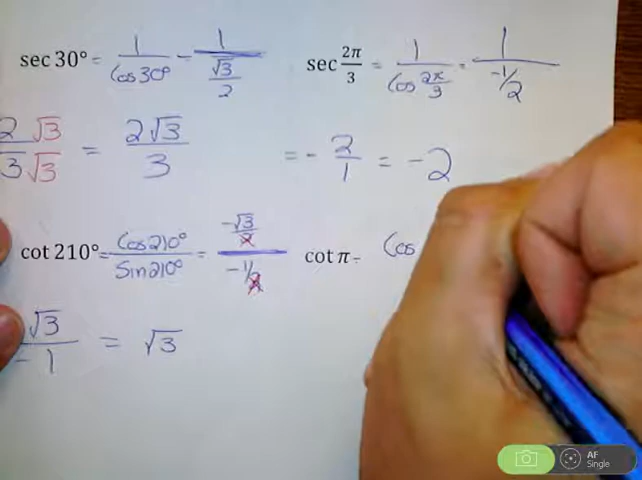 sec 30° = 1/Cos 30° = 1/(√3/2)
sec 2π/3 = 1/(Cos 2π/3) = 1/(-1/2)
2 √3/3 √3 = 2√3/3
= - 2/1 = -2
cot 210° = Cos 210°/Sin 210° = (-√3/2)/(-1/2)
cot π = Cos
√3/-1 = √3
AF
Single